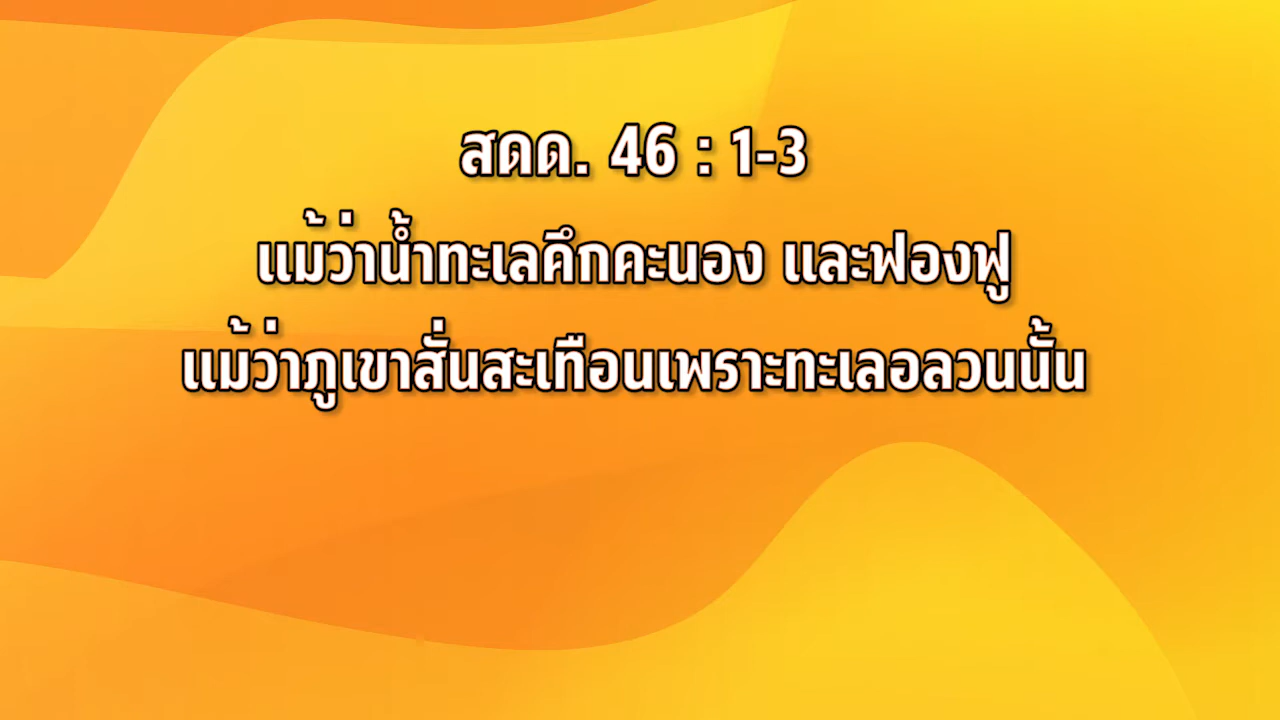 สดด. 46 : 1-3
แม้ว่าน้ำทะเลคึกคะนอง และฟองฟู
แม้ว่าภูเขาสั่นสะเทือนเพราะทะเลอลวนนั้น